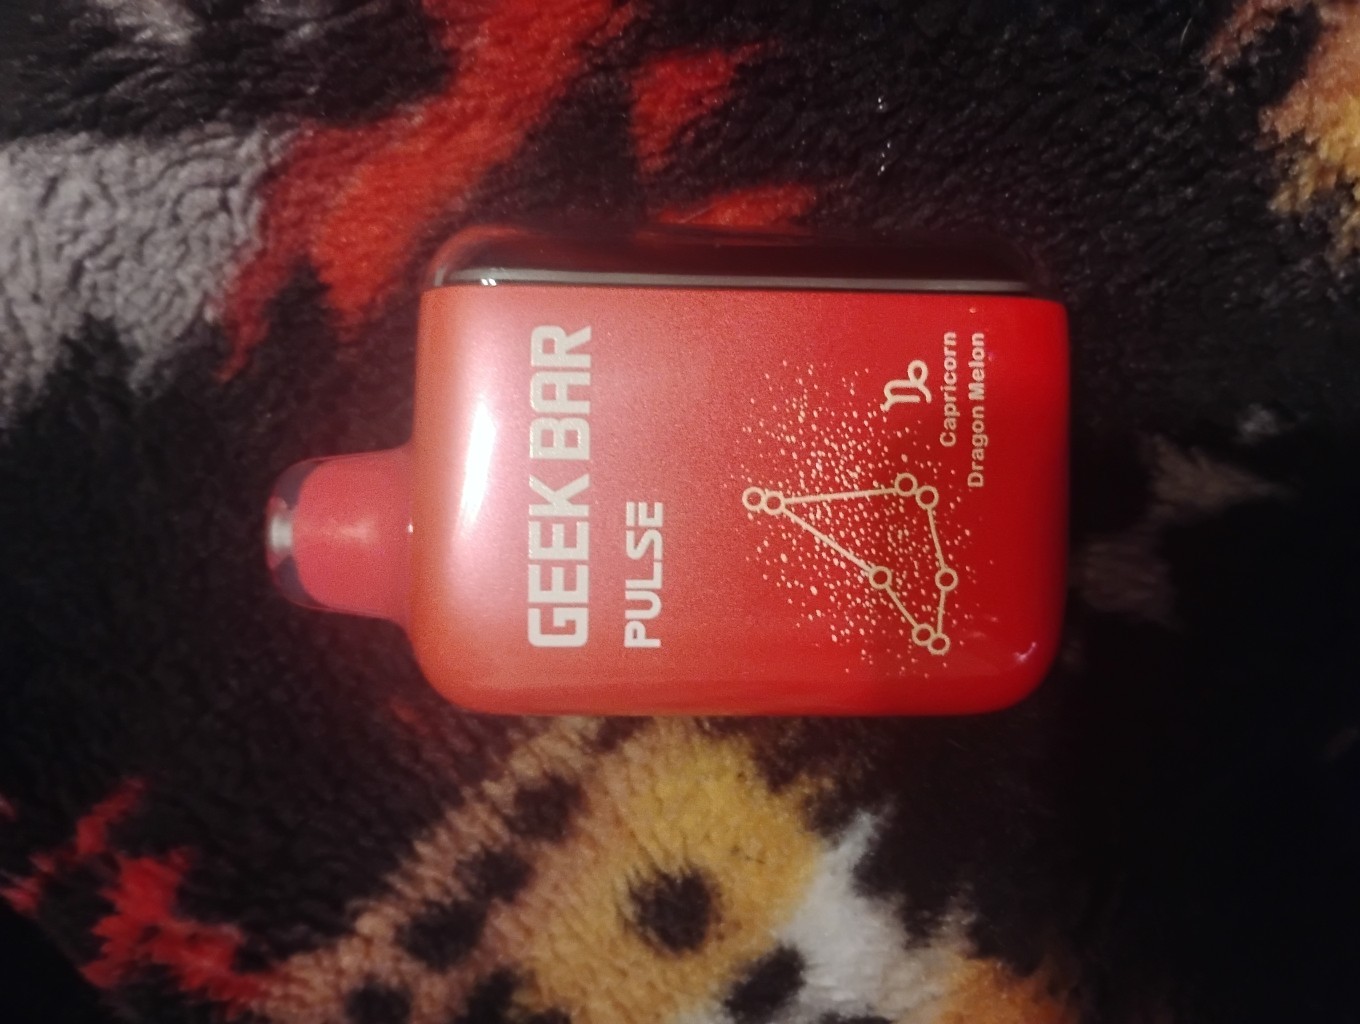 GEEK BAR
PULSE
Capricorn
Dragon Melon